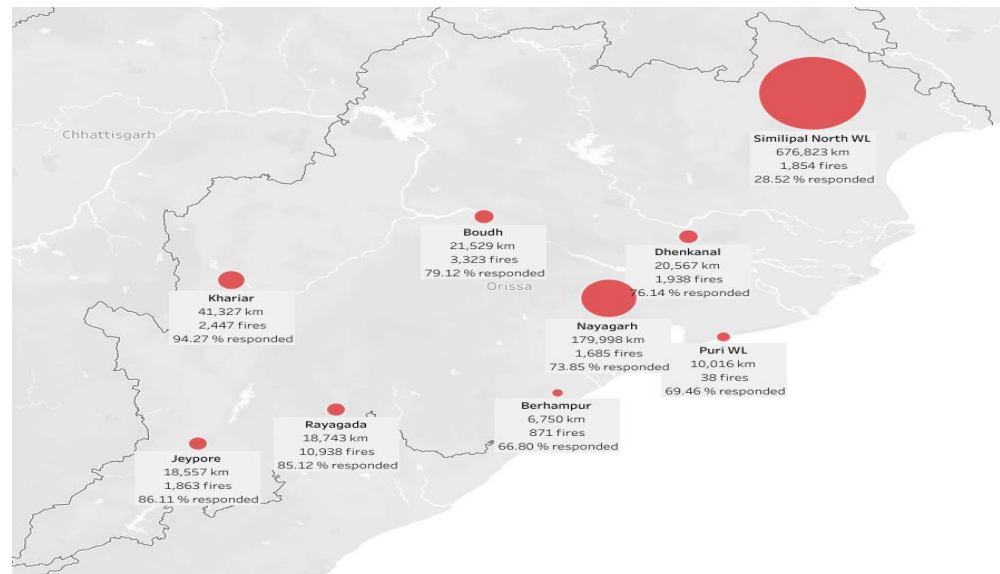 Chhattisgarh
Similipal North WL
676,823 km
1,854 fires
28.52 % responded
Boudh
21,529 km
3,323 fires
79.12 % responded
Orissa
Dhenkanal
20,567 km
1,938 fires
76.14 % responded
Khariar
41,327 km
2,447 fires
94.27 % responded
Nayagarh
179,998 km
1,685 fires
73.85 % responded
Puri WL
10,016 km
38 fires
69.46 % responded
Berhampur
6,750 km
871 fires
66.80 % responded
Rayagada
18,743 km
10,938 fires
85.12 % responded
Jeypore
18,557 km
1,863 fires
86.11 % responded